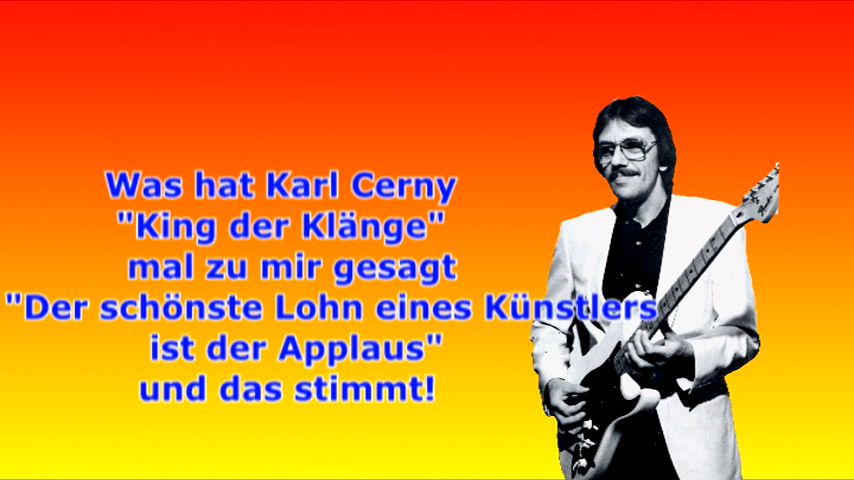 Was hat Karl Cerny
"King der Klänge"
mal zu mir gesagt
"Der schönste Lohn eines Künstlers
ist der Applaus"
und das stimmt!